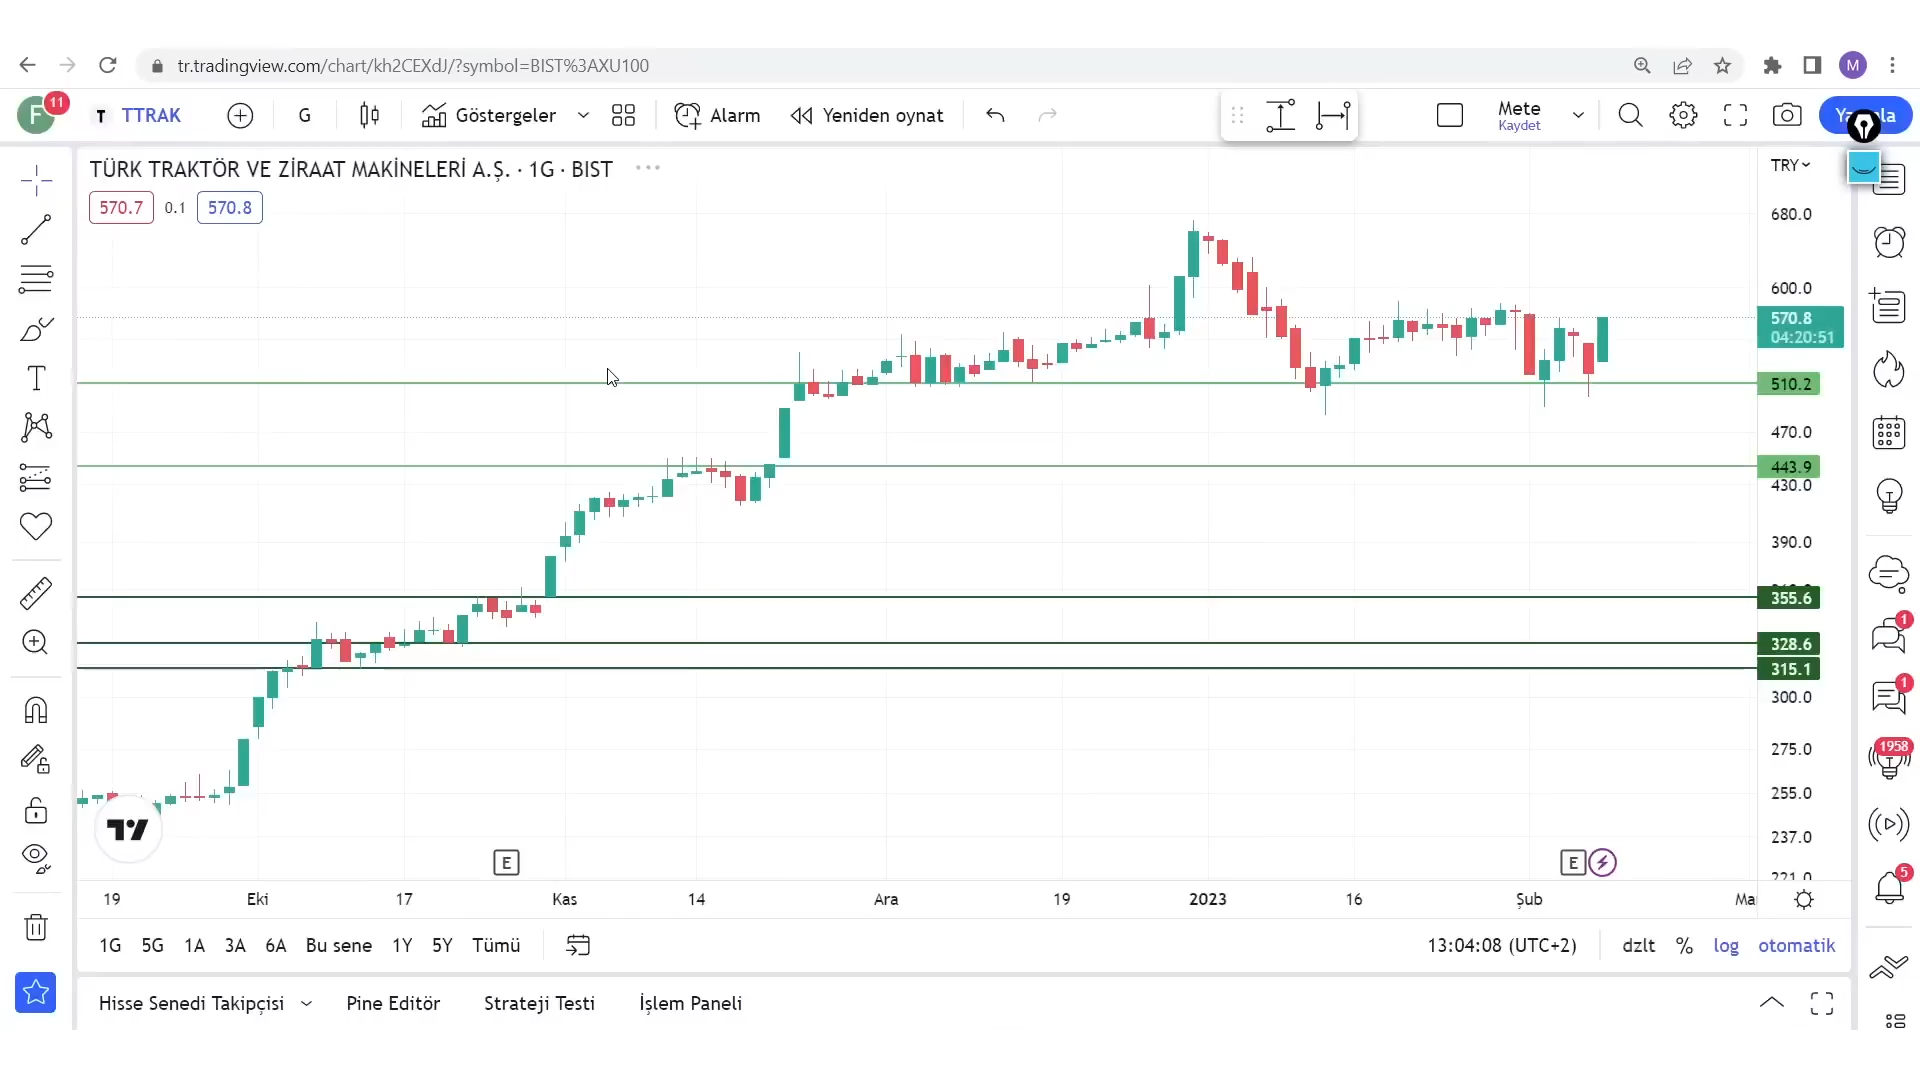 tr.tradingview.com/chart/kh2CEXdJ/?symbol=BIST%3AXU100
M
F
11
T TTRAK
G
Göstergeler
Alarm
Yeniden oynat
Mete
Kaydet
TÜRK TRAKTÖR VE ZİRAAT MAKİNELERİ A.Ş. · 1G · BIST
TRY
570.7
0.1
570.8
680.0
600.0
570.8
04:20:51
510.2
470.0
443.9
430.0
390.0
355.6
328.6
315.1
300.0
275.0
255.0
237.0
221.0
1
1
1958
5
E
E
19
Eki
17
Kas
14
Ara
19
2023
16
Şub
Ma
1G
5G
1A
3A
6A
Bu sene
1Y
5Y
Tümü
13:04:08 (UTC+2)
dzlt
%
log
otomatik
Hisse Senedi Takipçisi
Pine Editör
Strateji Testi
İşlem Paneli